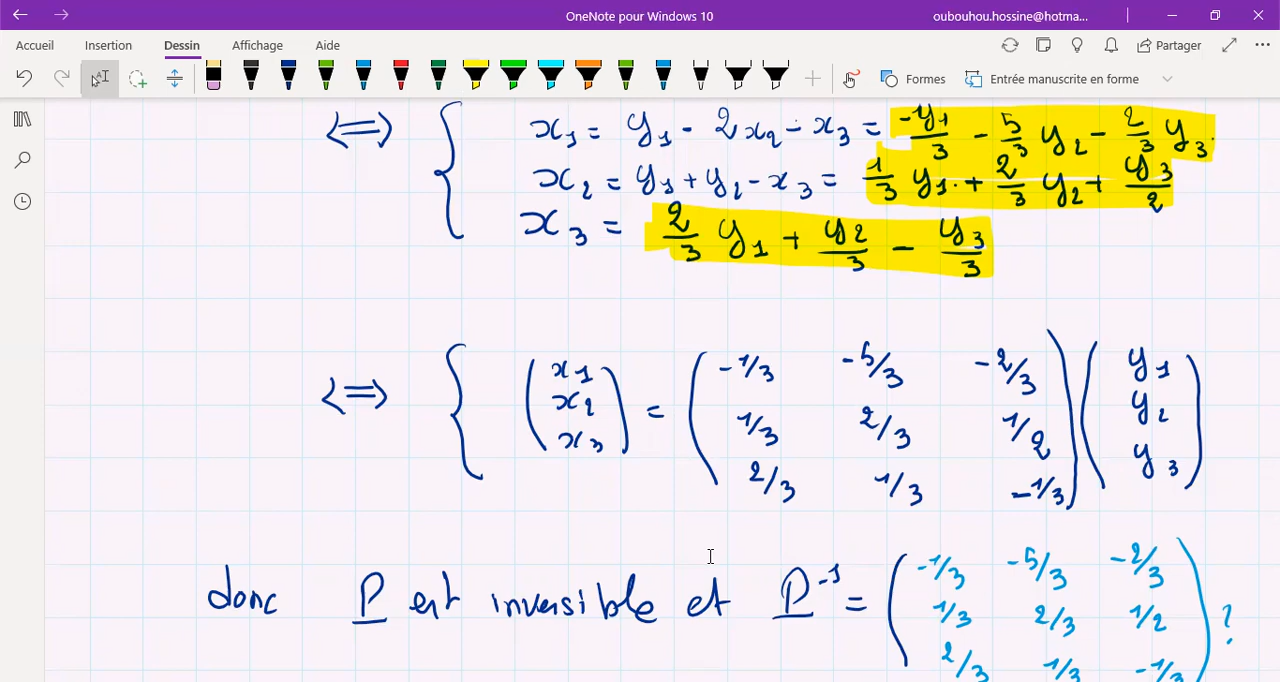 OneNote pour Windows 10
oubouhou.hossine@hotma...
Accueil Insertion Dessin Affichage Aide
Partager
Formes Entrée manuscrite en forme
⟺ { x₁ = y₁ - 2x₂ - x₃ = -y₁/3 - 5/3 y₂ - 2/3 y₃.
x₂ = y₁ + y₂ - x₃ = 1/3 y₁. + 2/3 y₂ + y₃/2
x₃ = 2/3 y₁ + y₂/3 - y₃/3
⟺ { (x₁ = (-1/3 -5/3 -2/3) (y₁
x₂ 1/3 2/3 1/2 y₂
x₃) 2/3 1/3 -1/3) y₃)
donc P est inversible et P⁻¹ = (-1/3 -5/3 -2/3
1/3 2/3 1/2 ) ?
2/3 1/3 -1/3